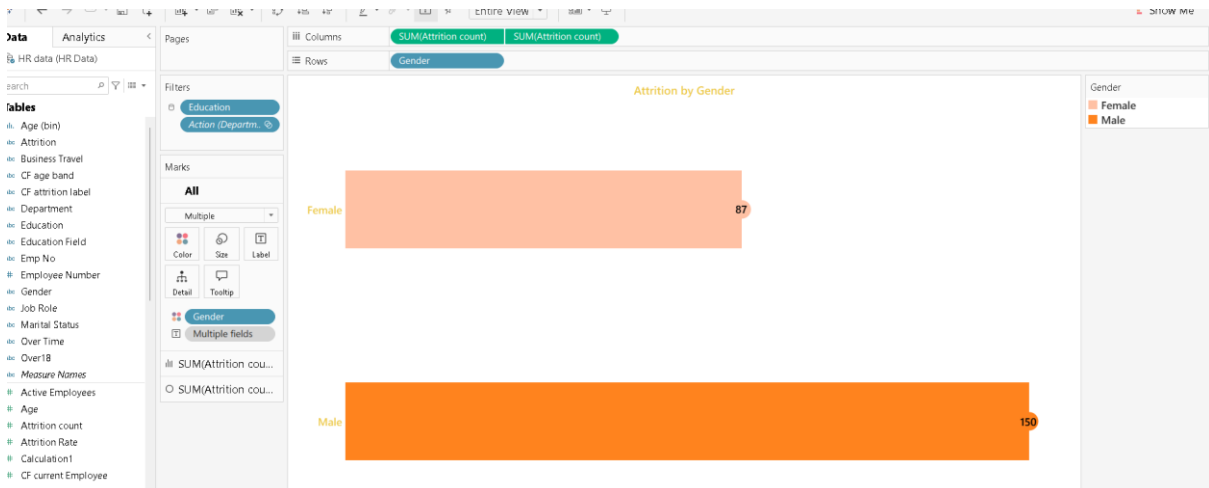 Entire View
Show Me
Data
Analytics
HR data (HR Data)
Search
Tables
Age (bin)
Attrition
Business Travel
CF age band
CF attrition label
Department
Education
Education Field
Emp No
Employee Number
Gender
Job Role
Marital Status
Over Time
Over18
Measure Names
Active Employees
Age
Attrition count
Attrition Rate
Calculation1
CF current Employee
Pages
Filters
Education
Action (Departm..
Marks
All
Multiple
Color
Size
Label
Detail
Tooltip
Gender
Multiple fields
SUM(Attrition cou...
SUM(Attrition cou...
Columns
SUM(Attrition count)
SUM(Attrition count)
Rows
Gender
Attrition by Gender
Female
87
Male
150
Gender
Female
Male